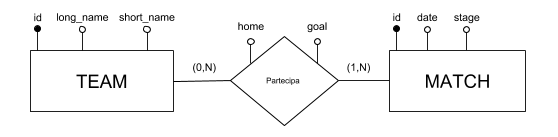 id long_name short_name home goal id date stage
TEAM (0,N) Partecipa (1,N) MATCH